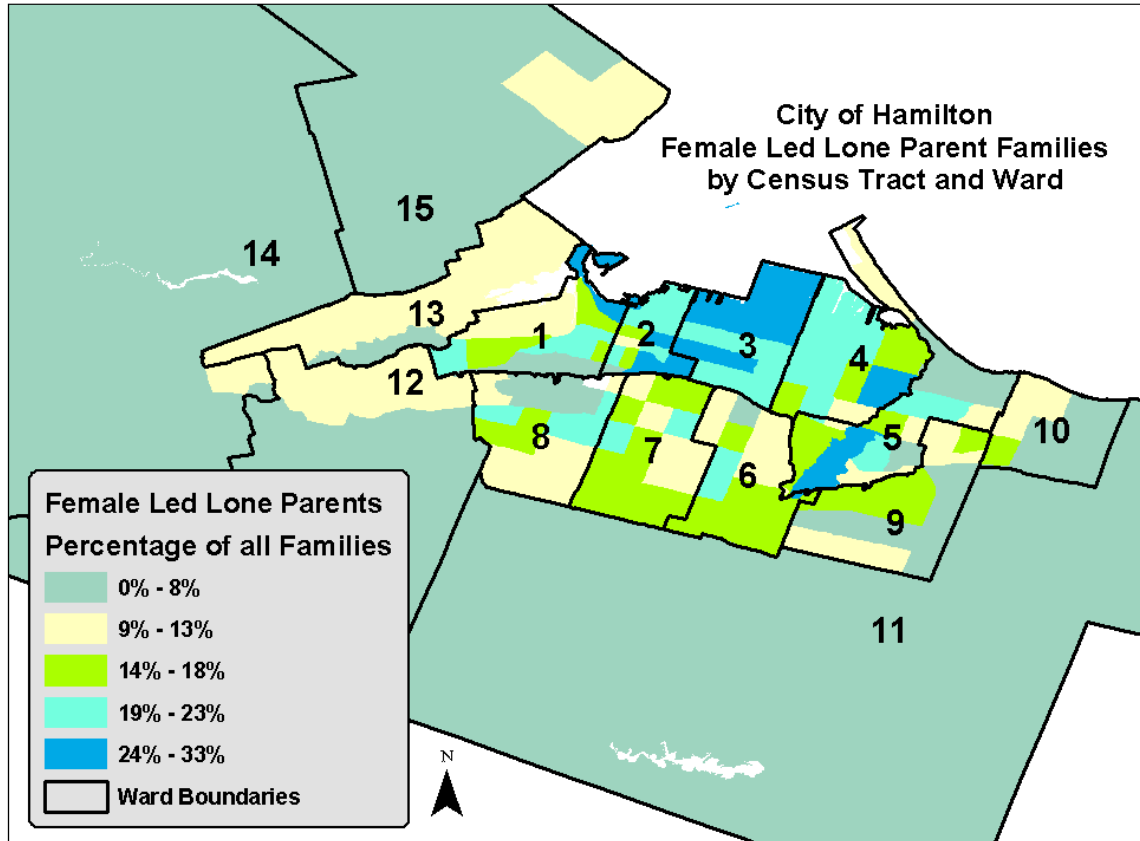 City of Hamilton
Female Led Lone Parent Families
by Census Tract and Ward
15
14
13
1
2
3
4
12
10
5
8
7
6
9
11
Female Led Lone Parents
Percentage of all Families
0% - 8%
9% - 13%
14% - 18%
19% - 23%
24% - 33%
Ward Boundaries
N